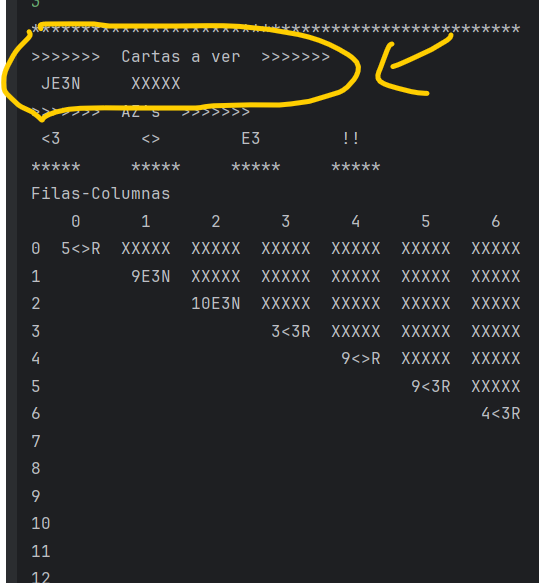 3
*************************************************
>>>>>>>  Cartas a ver  >>>>>>>
 JE3N     XXXXX
>>>>>>>  AZ's  >>>>>>>
 <3        <>        E3        !!
*****     *****     *****     *****
Filas-Columnas
    0      1      2      3      4      5      6
0  5<>R  XXXXX  XXXXX  XXXXX  XXXXX  XXXXX  XXXXX
1          9E3N  XXXXX  XXXXX  XXXXX  XXXXX  XXXXX
2                10E3N  XXXXX  XXXXX  XXXXX  XXXXX
3                        3<3R  XXXXX  XXXXX  XXXXX
4                               9<>R  XXXXX  XXXXX
5                                      9<3R  XXXXX
6                                             4<3R
7
8
9
10
11
12